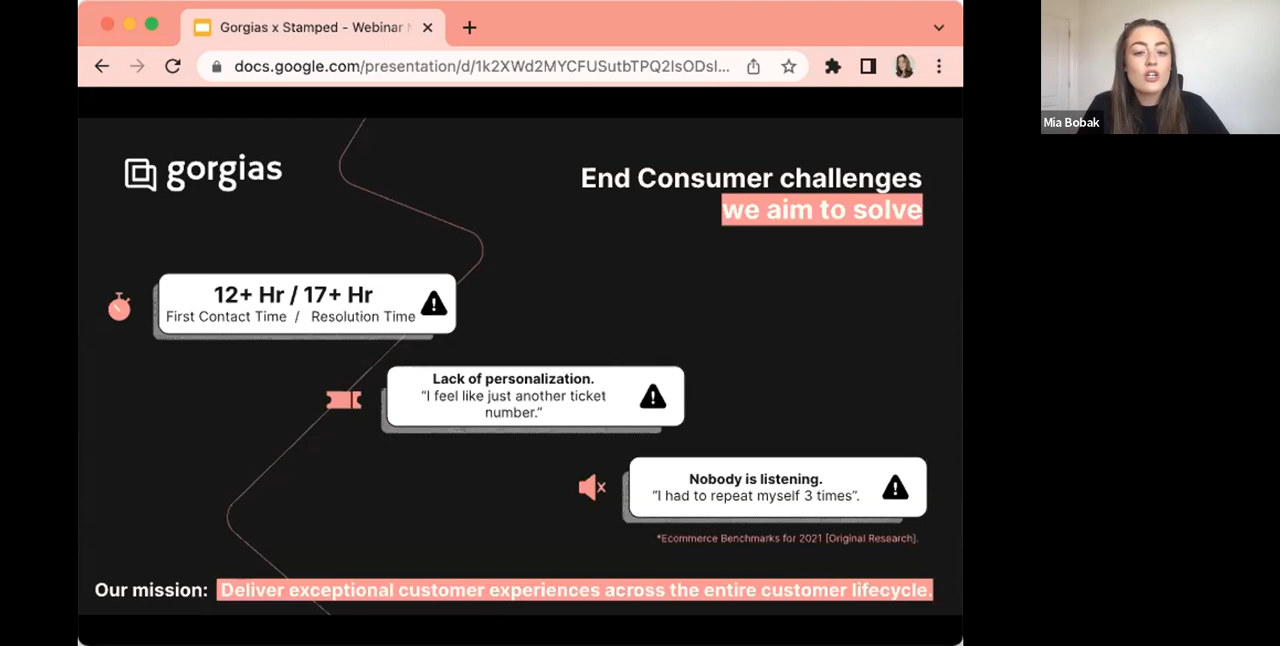 Gorgias x Stamped - Webinar
docs.google.com/presentation/d/1k2XWd2MYCFUSutbTPQ2IsODsI...
Mia Bobak
gorgias
End Consumer challenges
we aim to solve
12+ Hr / 17+ Hr
First Contact Time / Resolution Time
Lack of personalization.
“I feel like just another ticket
number.”
Nobody is listening.
“I had to repeat myself 3 times”.
*Ecommerce Benchmarks for 2021 [Original Research].
Our mission: Deliver exceptional customer experiences across the entire customer lifecycle.